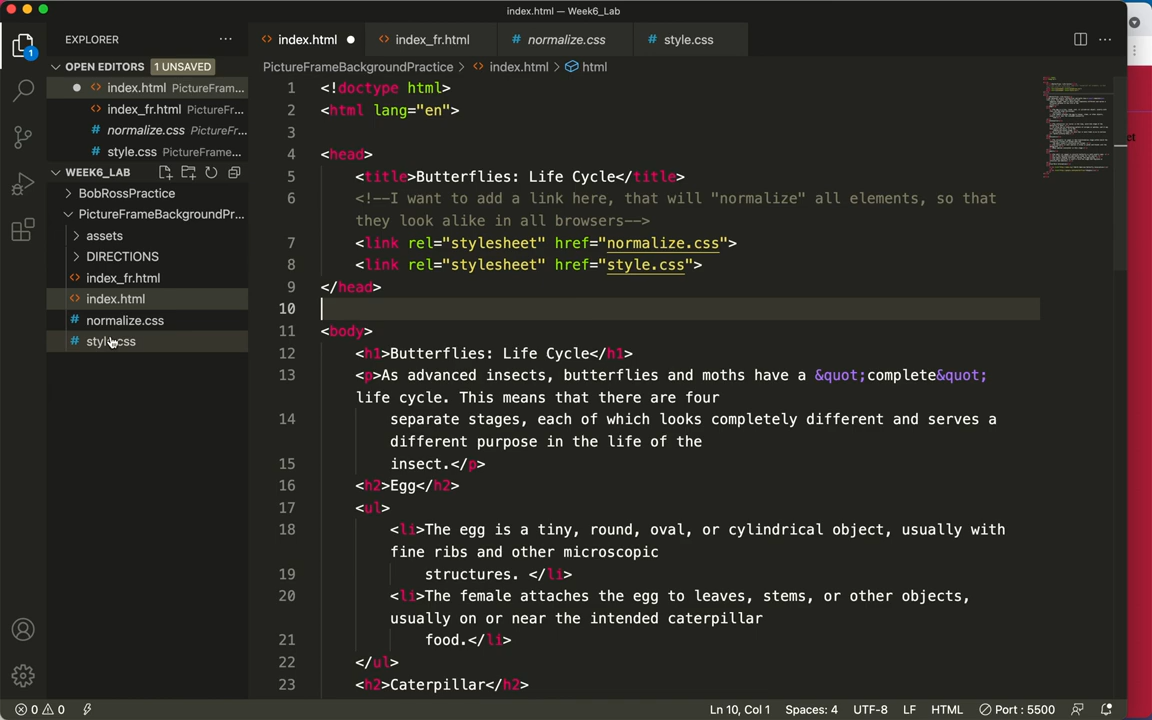 index.html — Week6_Lab
EXPLORER
OPEN EDITORS 1 UNSAVED
index.html PictureFram...
index_fr.html PictureFr...
normalize.css PictureFr...
style.css PictureFrame...
WEEK6_LAB
BobRossPractice
PictureFrameBackgroundPr...
assets
DIRECTIONS
index_fr.html
index.html
normalize.css
style.css
1
index.html
index_fr.html
normalize.css
style.css
PictureFrameBackgroundPractice > index.html > html
1 <!doctype html>
2 <html lang="en">
3
4 <head>
5 <title>Butterflies: Life Cycle</title>
6 <!--I want to add a link here, that will "normalize" all elements, so that
they look alike in all browsers-->
7 <link rel="stylesheet" href="normalize.css">
8 <link rel="stylesheet" href="style.css">
9 </head>
10
11 <body>
12 <h1>Butterflies: Life Cycle</h1>
13 <p>As advanced insects, butterflies and moths have a &quot;complete&quot;
life cycle. This means that there are four
14 separate stages, each of which looks completely different and serves a
different purpose in the life of the
15 insect.</p>
16 <h2>Egg</h2>
17 <ul>
18 <li>The egg is a tiny, round, oval, or cylindrical object, usually with
fine ribs and other microscopic
19 structures. </li>
20 <li>The female attaches the egg to leaves, stems, or other objects,
usually on or near the intended caterpillar
21 food.</li>
22 </ul>
23 <h2>Caterpillar</h2>
et
0 0
Ln 10, Col 1 Spaces: 4 UTF-8 LF HTML Port : 5500